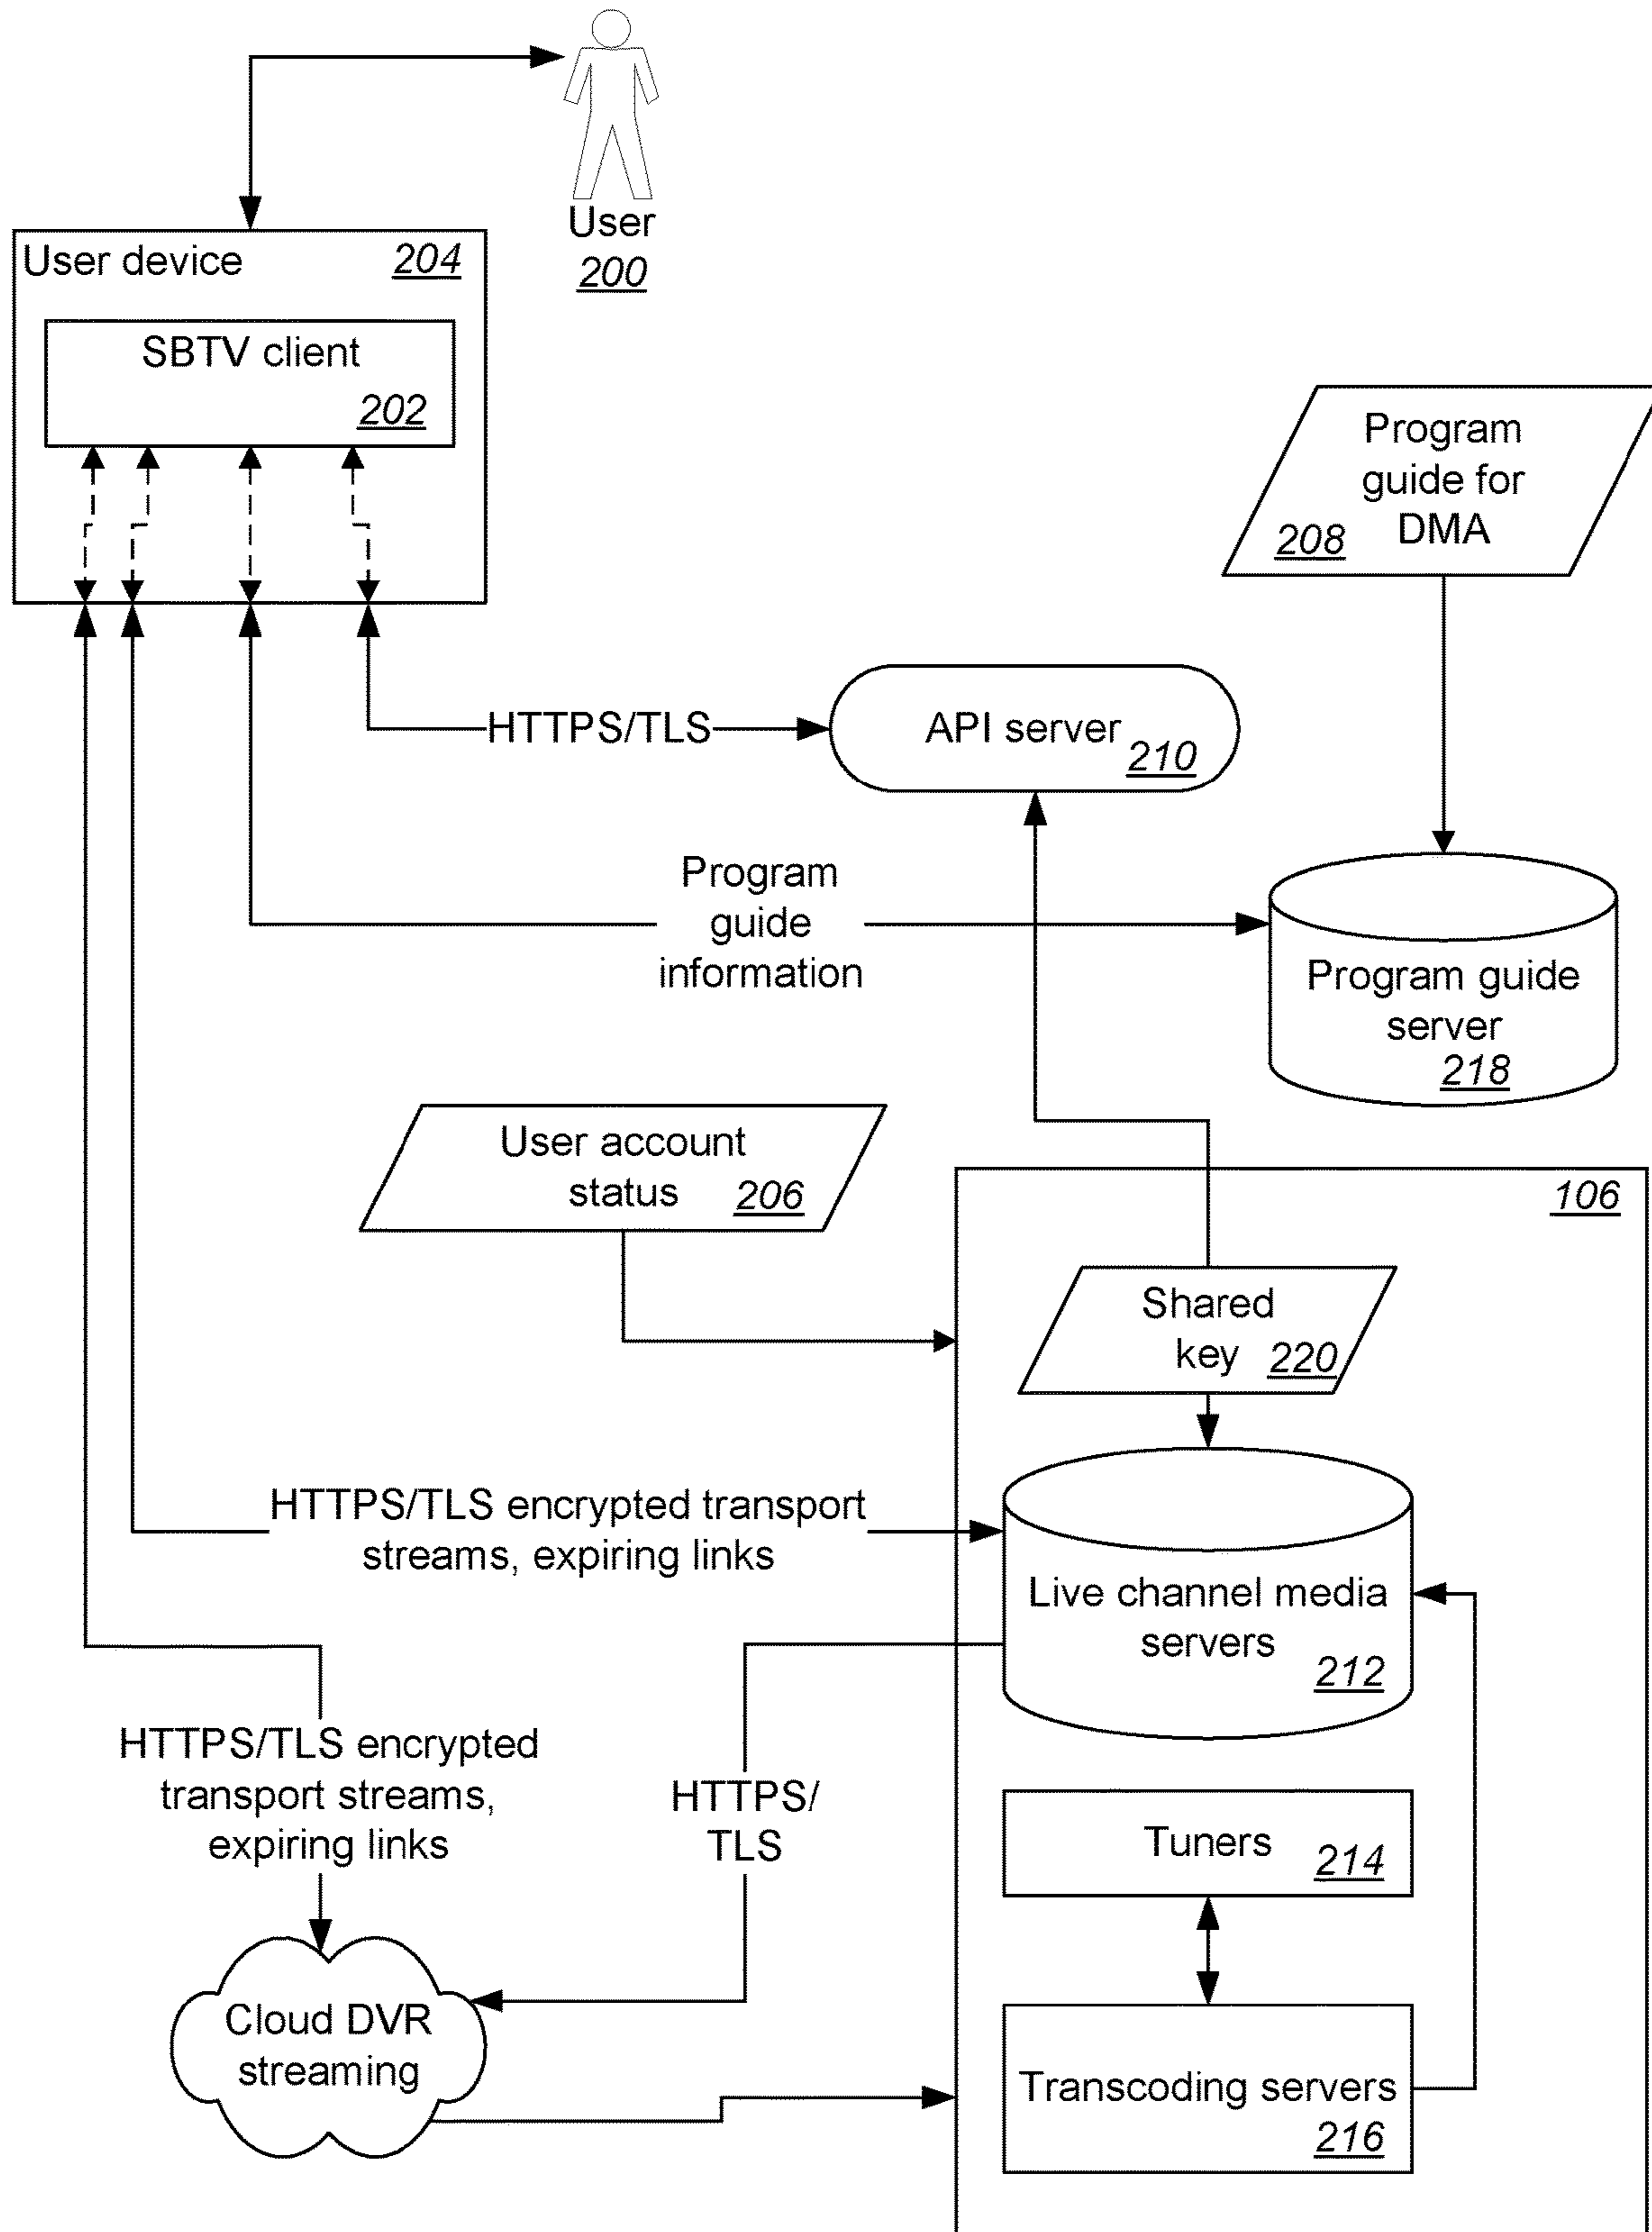 User
200
User device 204
SBTV client
202
Program
guide for
DMA
208
HTTPS/TLS
API server
210
Program
guide
information
Program guide
server
218
User account
status 206
106
Shared
key 220
HTTPS/TLS encrypted transport
streams, expiring links
Live channel media
servers
212
HTTPS/TLS encrypted
transport streams,
expiring links
HTTPS/
TLS
Tuners
214
Cloud DVR
streaming
Transcoding servers
216